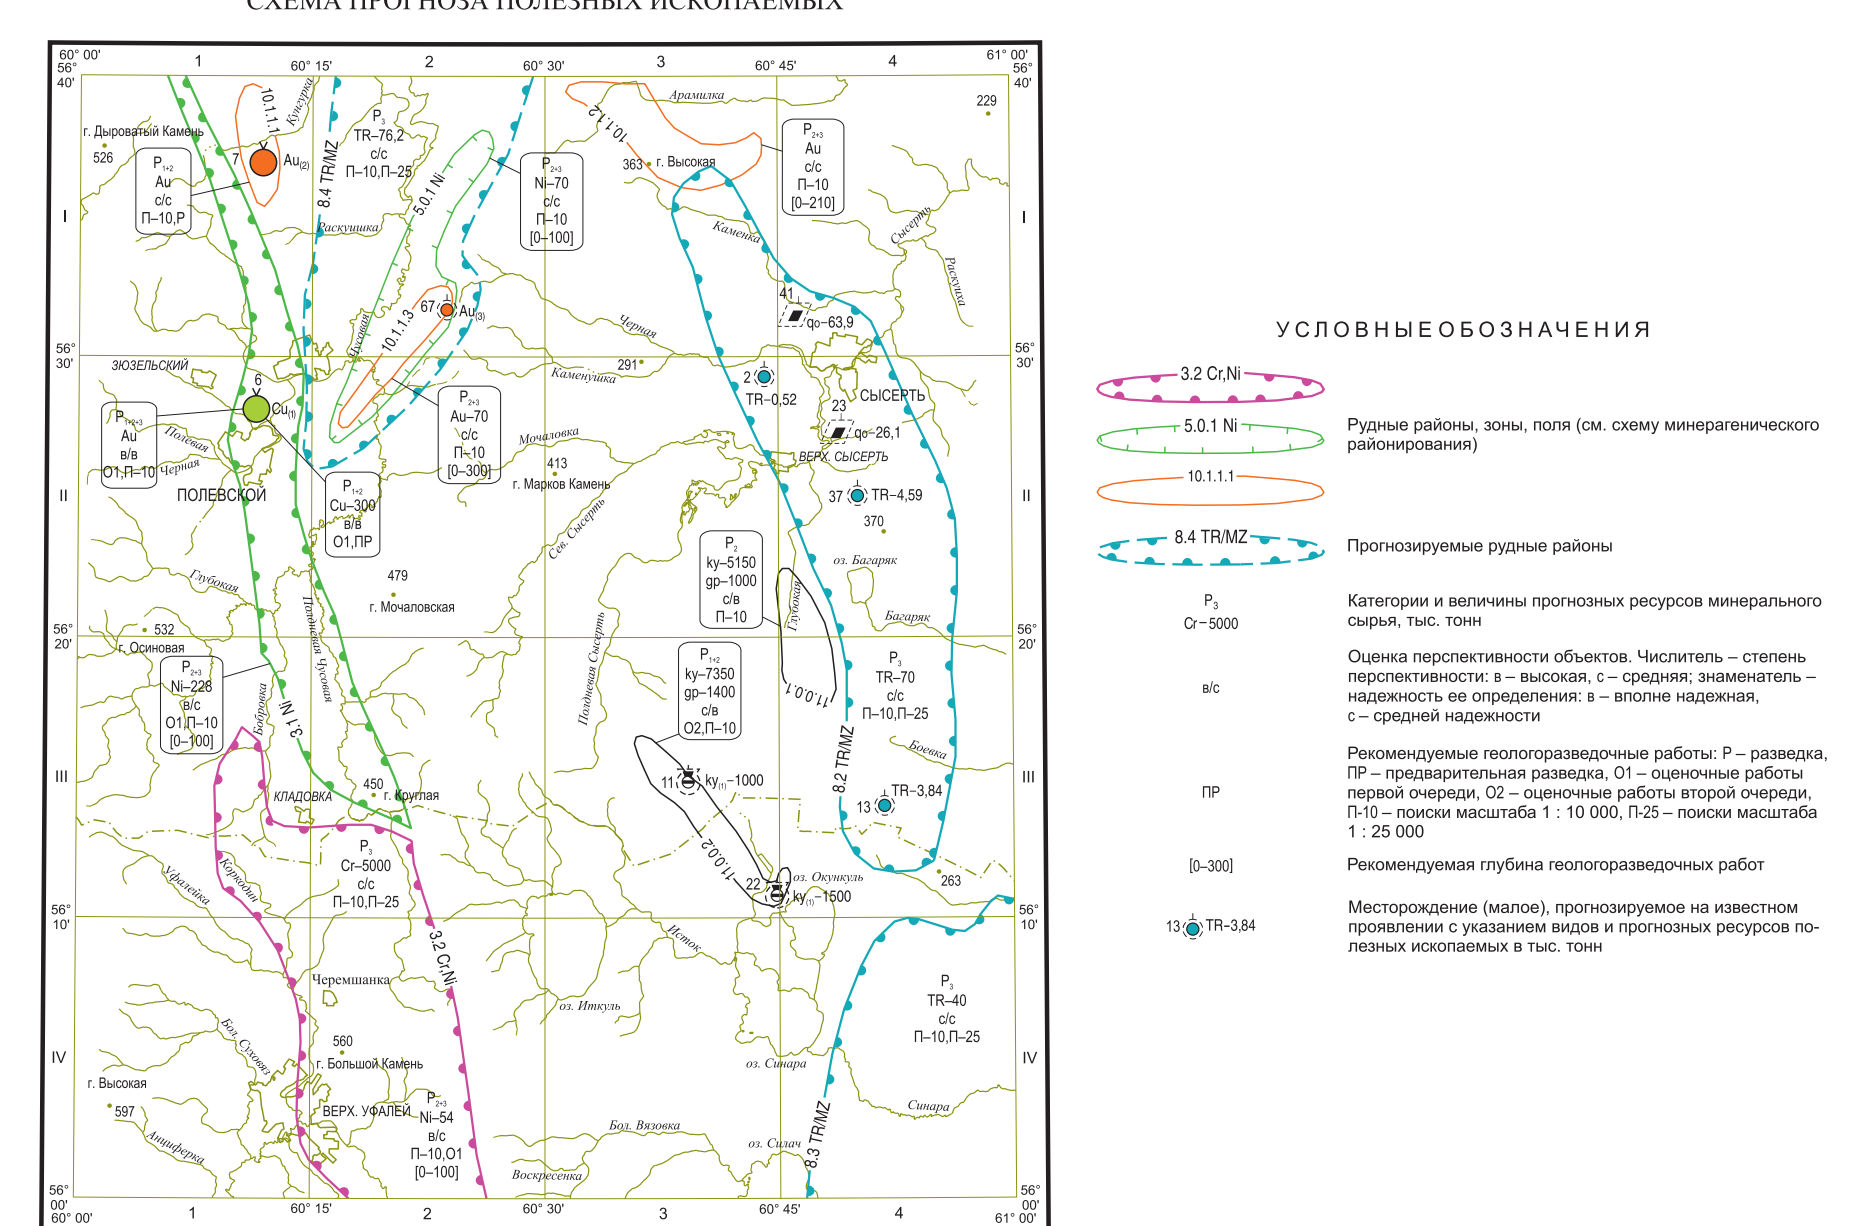 СХЕМА ПРОГНОЗА ПОЛЕЗНЫХ ИСКОПАЕМЫХ
60° 00'
1
60° 15'
2
60° 30'
3
60° 45'
4
61° 00'
56°
40'
56°
40'
10.1.1.1
Кунгурка
г. Дыроватый Камень
526
7
Au(2)
P1+2
Au
с/с
П–10,Р
8.4 TR/MZ
P3
TR–76,2
с/с
П–10,П–25
5.0.1 Ni
P2+3
Ni–70
с/с
П–10
[0–100]
10.1.1.2
Арамилка
363
г. Высокая
P2+3
Au
с/с
П–10
[0–210]
229
I
I
Раскуишка
Каменка
Сысерть
Раскуиха
67
Au(3)
10.1.1.3
Чусовая
Черная
41
qo–63,9
56°
30'
56°
30'
ЗЮЗЕЛЬСКИЙ
291
Каменушка
2
TR–0,52
СЫСЕРТЬ
6
Cu(1)
23
qo–26,1
P1+2+3
Au
в/в
О1,П–10
Полевая
Черная
P2+3
Au–70
с/с
П–10
[0–300]
Мочаловка
413
г. Марков Камень
ВЕРХ. СЫСЕРТЬ
II
ПОЛЕВСКОЙ
II
P1+2
Cu–300
в/в
О1,ПР
37
TR–4,59
370
Сев. Сысерть
P2
ky–5150
gp–1000
с/в
П–10
оз. Багаряк
Глубокая
479
г. Мочаловская
Глубокая
Багаряк
56°
20'
56°
20'
532
г. Осиновая
Полдневая Чусовая
Полдневая Сысерть
P2+3
Ni–228
в/с
О1,П–10
[0–100]
Бобровка
3.1 Ni
P1+2
ky–7350
gp–1400
с/в
О2,П–10
11.0.0.1
P3
TR–70
с/с
П–10,П–25
8.2 TR/MZ
Боевка
III
III
КЛАДОВКА
450
г. Круглая
11
ky(1)–1000
13
TR–3,84
11.0.0.2
P3
Cr–5000
с/с
П–10,П–25
Коркодин
Уфалейка
22
оз. Окункуль
ky(1)–1500
263
56°
10'
56°
10'
3.2 Cr,Ni
Исток
Черемшанка
оз. Иткуль
P3
TR–40
с/с
П–10,П–25
IV
IV
Бол. Суховяз
560
г. Большой Камень
оз. Синара
г. Высокая
597
ВЕРХ. УФАЛЕЙ
P2+3
Ni–54
в/с
П–10,О1
[0–100]
Синара
Анциферка
Бол. Вязовка
оз. Силач
8.3 TR/MZ
Воскресенка
56°
00'
60° 00'
1
60° 15'
2
60° 30'
3
60° 45'
4
56°
00'
61° 00'
УСЛОВНЫЕ ОБОЗНАЧЕНИЯ
3.2 Cr,Ni
5.0.1 Ni
Рудные районы, зоны, поля (см. схему минерагенического
районирования)
10.1.1.1
8.4 TR/MZ
Прогнозируемые рудные районы
P3
Cr–5000
Категории и величины прогнозных ресурсов минерального
сырья, тыс. тонн
в/с
Оценка перспективности объектов. Числитель – степень
перспективности: в – высокая, с – средняя; знаменатель –
надежность ее определения: в – вполне надежная,
с – средней надежности
ПР
Рекомендуемые геологоразведочные работы: Р – разведка,
ПР – предварительная разведка, О1 – оценочные работы
первой очереди, О2 – оценочные работы второй очереди,
П-10 – поиски масштаба 1 : 10 000, П-25 – поиски масштаба
1 : 25 000
[0–300]
Рекомендуемая глубина геологоразведочных работ
13
TR–3,84
Месторождение (малое), прогнозируемое на известном
проявлении с указанием видов и прогнозных ресурсов по-
лезных ископаемых в тыс. тонн